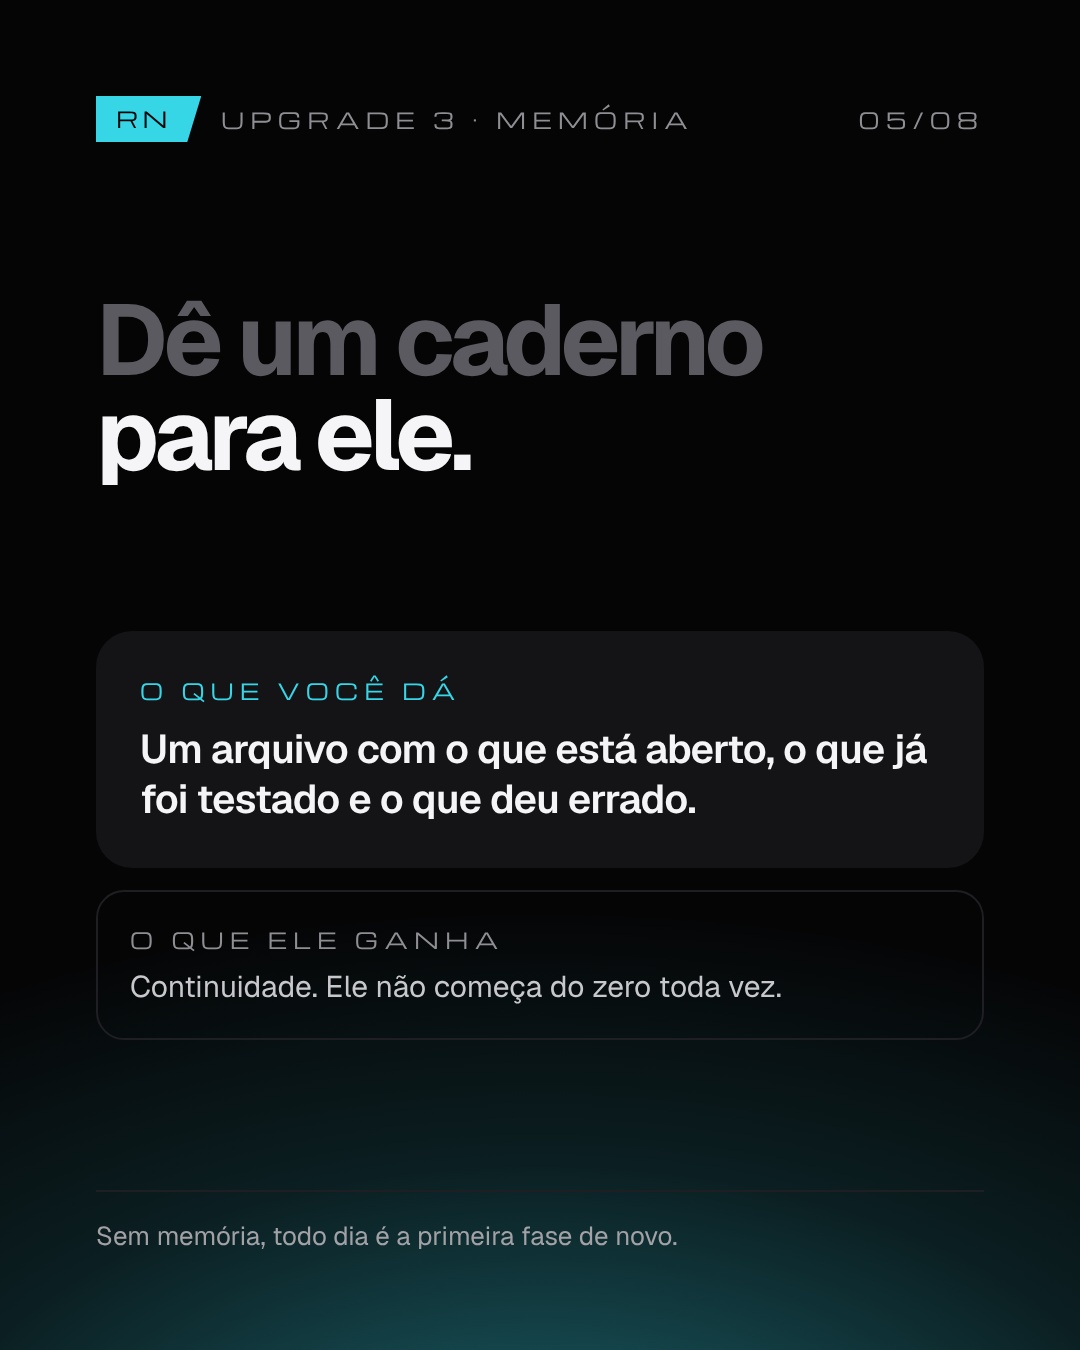 RN UPGRADE 3 · MEMÓRIA 05/08
Dê um caderno
para ele.
O QUE VOCÊ DÁ
Um arquivo com o que está aberto, o que já
foi testado e o que deu errado.
O QUE ELE GANHA
Continuidade. Ele não começa do zero toda vez.
Sem memória, todo dia é a primeira fase de novo.